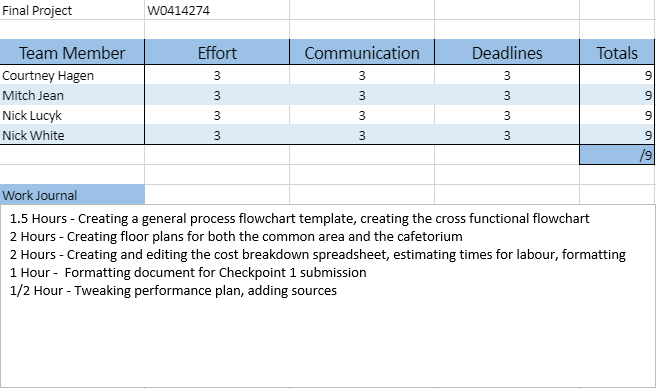 Final Project W0414274
Team Member Effort Communication Deadlines Totals
Courtney Hagen 3 3 3 9
Mitch Jean 3 3 3 9
Nick Lucyk 3 3 3 9
Nick White 3 3 3 9
/9
Work Journal
1.5 Hours - Creating a general process flowchart template, creating the cross functional flowchart
2 Hours - Creating floor plans for both the common area and the cafetorium
2 Hours - Creating and editing the cost breakdown spreadsheet, estimating times for labour, formatting
1 Hour -  Formatting document for Checkpoint 1 submission
1/2 Hour - Tweaking performance plan, adding sources